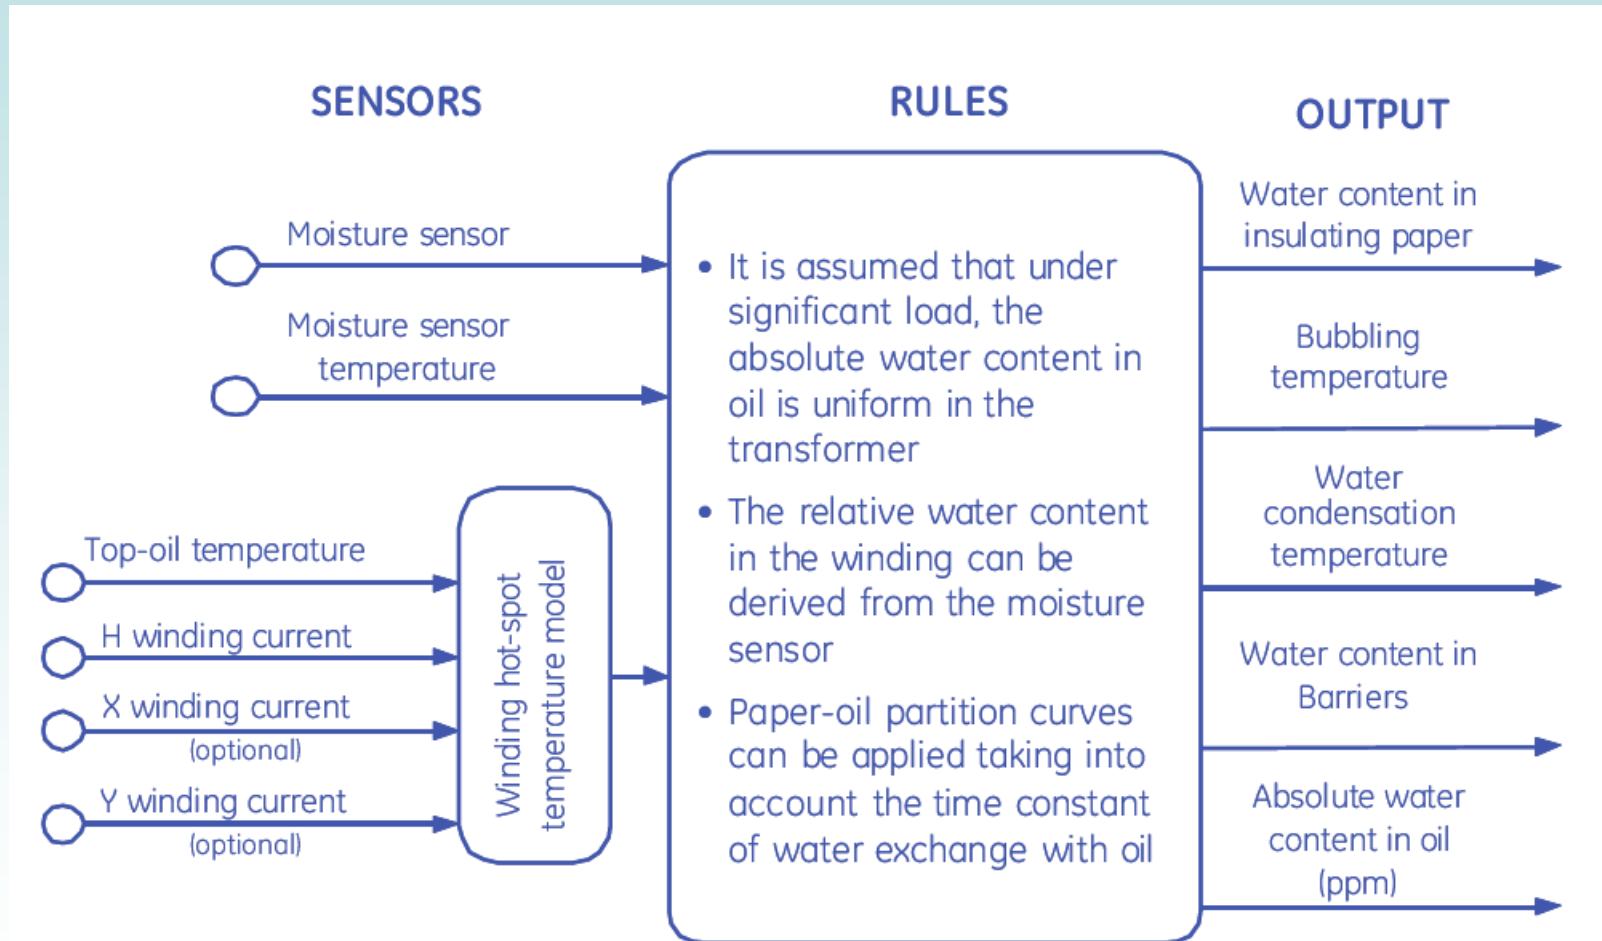 SENSORS
RULES
OUTPUT
Moisture sensor
Moisture sensor
temperature
Top-oil temperature
H winding current
X winding current
(optional)
Y winding current
(optional)
Winding hot-spot
temperature model
• It is assumed that under
significant load, the
absolute water content in
oil is uniform in the
transformer
• The relative water content
in the winding can be
derived from the moisture
sensor
• Paper-oil partition curves
can be applied taking into
account the time constant
of water exchange with oil
Water content in
insulating paper
Bubbling
temperature
Water
condensation
temperature
Water content in
Barriers
Absolute water
content in oil
(ppm)